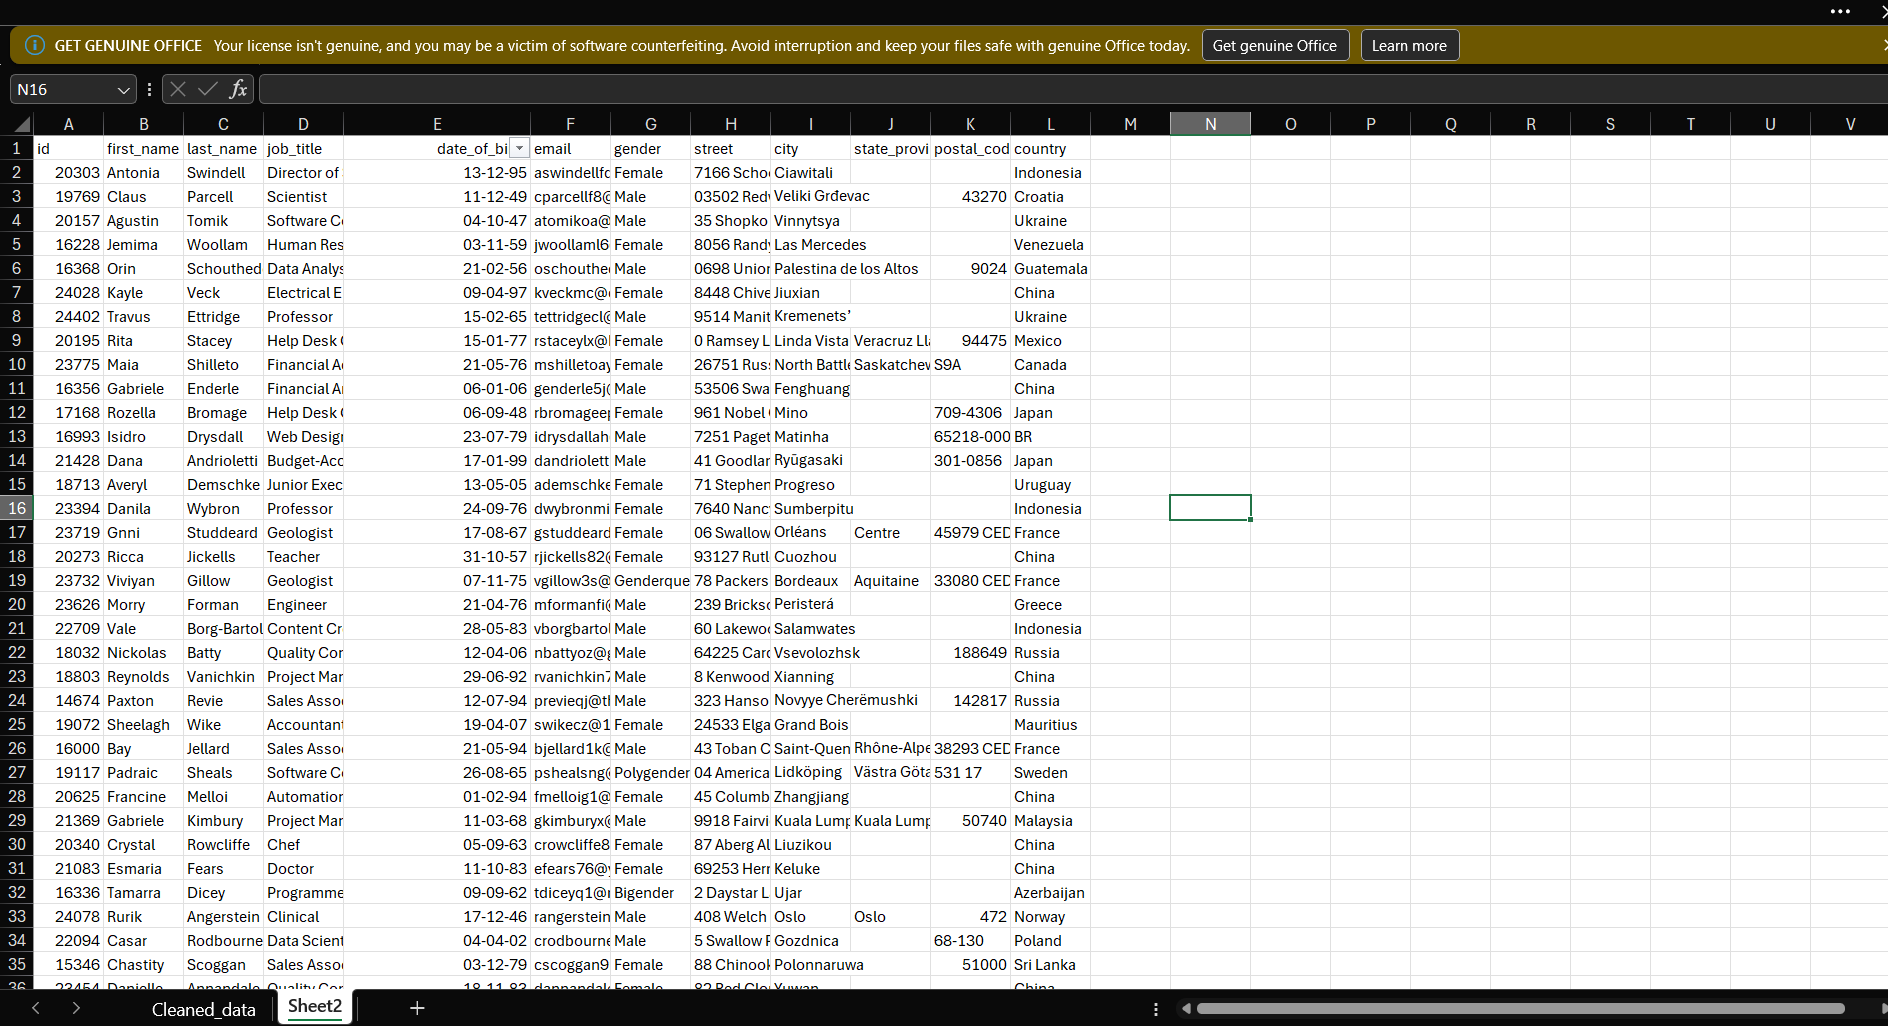 GET GENUINE OFFICE Your license isn't genuine, and you may be a victim of software counterfeiting. Avoid interruption and keep your files safe with genuine Office today. Get genuine Office Learn more
N16 fx
A B C D E F G H I J K L M N O P Q R S T U V
1 id first_name last_name job_title date_of_bi email gender street city state_provi postal_cod country
2 20303 Antonia Swindell Director of 13-12-95 aswindellfc Female 7166 Scho Ciawitali Indonesia
3 19769 Claus Parcell Scientist 11-12-49 cparcellf8@ Male 03502 Red Veliki Grđevac 43270 Croatia
4 20157 Agustin Tomik Software C 04-10-47 atomikoa@ Male 35 Shopko Vinnytsya Ukraine
5 16228 Jemima Woollam Human Res 03-11-59 jwoollaml6 Female 8056 Randy Las Mercedes Venezuela
6 16368 Orin Schouthed Data Analys 21-02-56 oschouthe Male 0698 Union Palestina de los Altos 9024 Guatemala
7 24028 Kayle Veck Electrical E 09-04-97 kveckmc@ Female 8448 Chive Jiuxian China
8 24402 Travus Ettridge Professor 15-02-65 tettridgecl@ Male 9514 Manit Kremenets’ Ukraine
9 20195 Rita Stacey Help Desk 15-01-77 rstaceylx@ Female 0 Ramsey L Linda Vista Veracruz Ll 94475 Mexico
10 23775 Maia Shilleto Financial A 21-05-76 mshilletoay Female 26751 Rus North Battl Saskatchew S9A Canada
11 16356 Gabriele Enderle Financial A 06-01-06 genderle5j Male 53506 Swa Fenghuang China
12 17168 Rozella Bromage Help Desk 06-09-48 rbromagee Female 961 Nobel Mino 709-4306 Japan
13 16993 Isidro Drysdall Web Desig 23-07-79 idrysdallah Male 7251 Paget Matinha 65218-000 BR
14 21428 Dana Andrioletti Budget-Acc 17-01-99 dandriolett Male 41 Goodlan Ryūgasaki 301-0856 Japan
15 18713 Averyl Demschke Junior Exec 13-05-05 ademschke Female 71 Stephen Progreso Uruguay
16 23394 Danila Wybron Professor 24-09-76 dwybronmi Female 7640 Nanc Sumberpitu Indonesia
17 23719 Gnni Studdeard Geologist 17-08-67 gstuddeard Female 06 Swallow Orléans Centre 45979 CED France
18 20273 Ricca Jickells Teacher 31-10-57 rjickells82@ Female 93127 Rutl Cuozhou China
19 23732 Viviyan Gillow Geologist 07-11-75 vgillow3s@ Genderque 78 Packers Bordeaux Aquitaine 33080 CED France
20 23626 Morry Forman Engineer 21-04-76 mformanfi Male 239 Bricks Peristerá Greece
21 22709 Vale Borg-Bartol Content Cr 28-05-83 vborgbartol Male 60 Lakewo Salamwates Indonesia
22 18032 Nickolas Batty Quality Con 12-04-06 nbattyoz@ Male 64225 Caro Vsevolozhsk 188649 Russia
23 18803 Reynolds Vanichkin Project Man 29-06-92 rvanichkin7 Male 8 Kenwood Xianning China
24 14674 Paxton Revie Sales Asso 12-07-94 previeqj@t Male 323 Hanso Novyye Cherëmushki 142817 Russia
25 19072 Sheelagh Wike Accountant 19-04-07 swikecz@1 Female 24533 Elga Grand Bois Mauritius
26 16000 Bay Jellard Sales Asso 21-05-94 bjellard1k@ Male 43 Toban C Saint-Quen Rhône-Alpe 38293 CED France
27 19117 Padraic Sheals Software C 26-08-65 pshealsng Polygender 04 America Lidköping Västra Göta 531 17 Sweden
28 20625 Francine Melloi Automation 01-02-94 fmelloig1@ Female 45 Columb Zhangjiang China
29 21369 Gabriele Kimbury Project Man 11-03-68 gkimburyx@ Male 9918 Fairvi Kuala Lump Kuala Lump 50740 Malaysia
30 20340 Crystal Rowcliffe Chef 05-09-63 crowcliffe8 Female 87 Aberg Al Liuzikou China
31 21083 Esmaria Fears Doctor 11-10-83 efears76@ Female 69253 Herr Keluke China
32 16336 Tamarra Dicey Programme 09-09-62 tdiceyq1@ Bigender 2 Daystar L Ujar Azerbaijan
33 24078 Rurik Angerstein Clinical 17-12-46 rangerstein Male 408 Welch Oslo Oslo 472 Norway
34 22094 Casar Rodbourne Data Scient 04-04-02 crodbourne Male 5 Swallow P Gozdnica 68-130 Poland
35 15346 Chastity Scoggan Sales Asso 03-12-79 cscoggan9 Female 88 Chinook Polonnaruwa 51000 Sri Lanka
36 23454 Danielle Annandale Quality Con 18-11-83 dannandal Female 82 Red Clo Yuwan China
Cleaned_data Sheet2